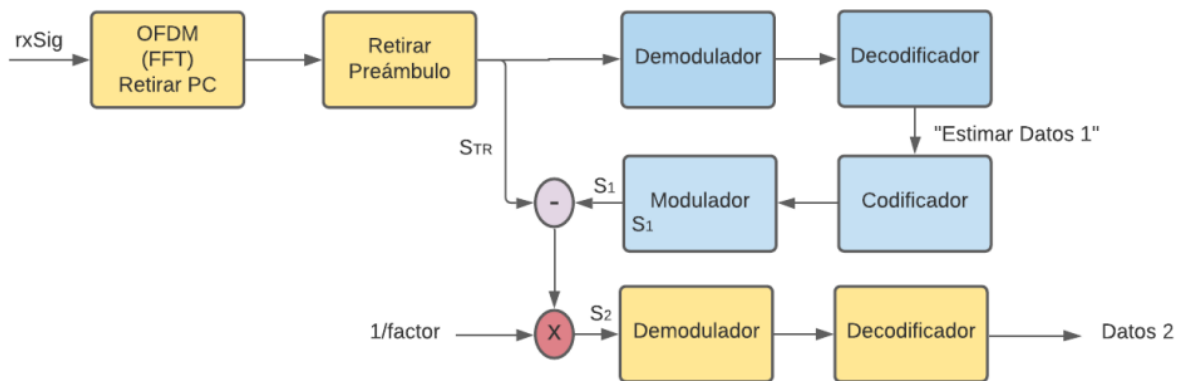 rxSig
OFDM
(FFT)
Retirar PC
Retirar
Preámbulo
Demodulador
Decodificador
"Estimar Datos 1"
STR
-
S1
Modulador
S1
Codificador
1/factor
X
S2
Demodulador
Decodificador
Datos 2